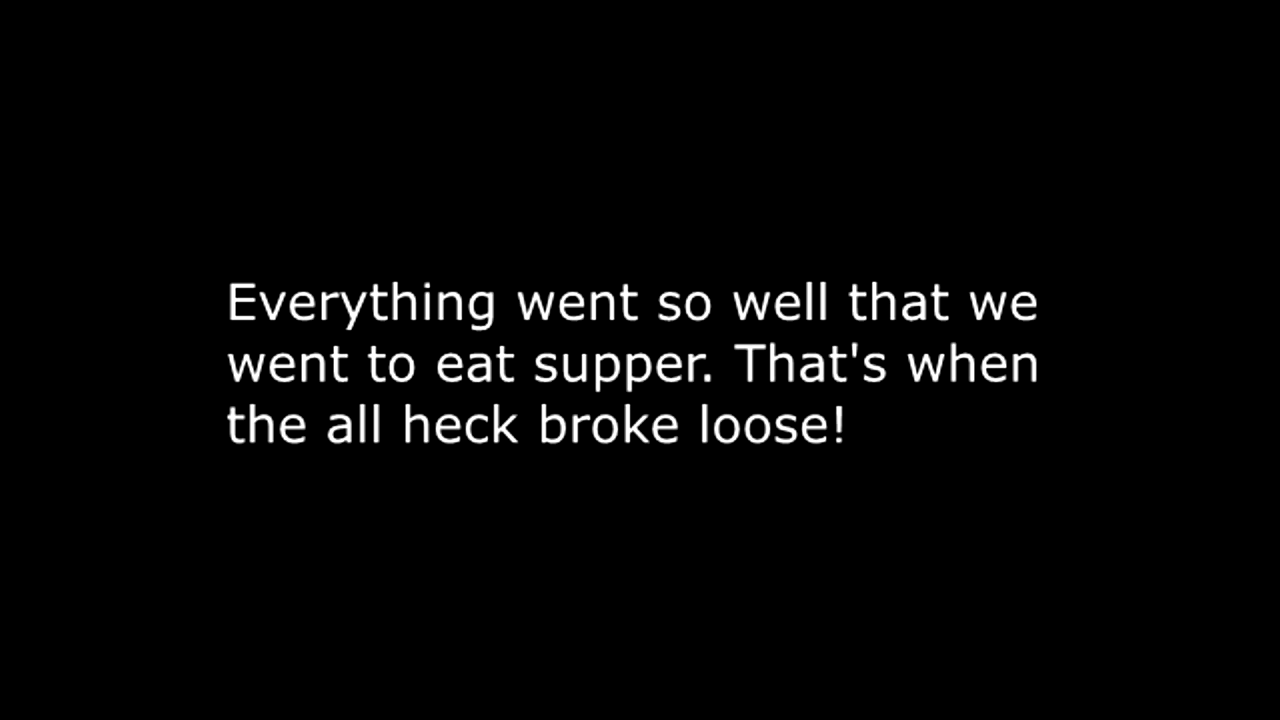 Everything went so well that we
went to eat supper. That's when
the all heck broke loose!